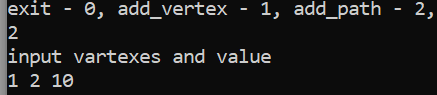 exit - 0, add_vertex - 1, add_path - 2,
2
input vartexes and value
1 2 10